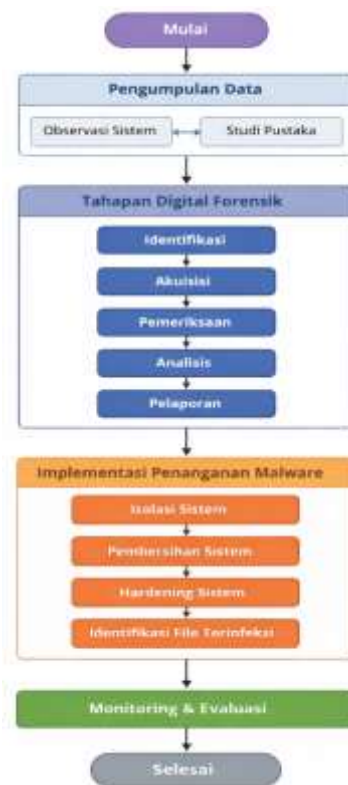 Mulai
Pengumpulan Data
Observasi Sistem
Studi Pustaka
Tahapan Digital Forensik
Identifikasi
Akuisisi
Pemeriksaan
Analisis
Pelaporan
Implementasi Penanganan Malware
Isolasi Sistem
Pembersihan Sistem
Hardening Sistem
Identifikasi File Terinfeksi
Monitoring & Evaluasi
Selesai